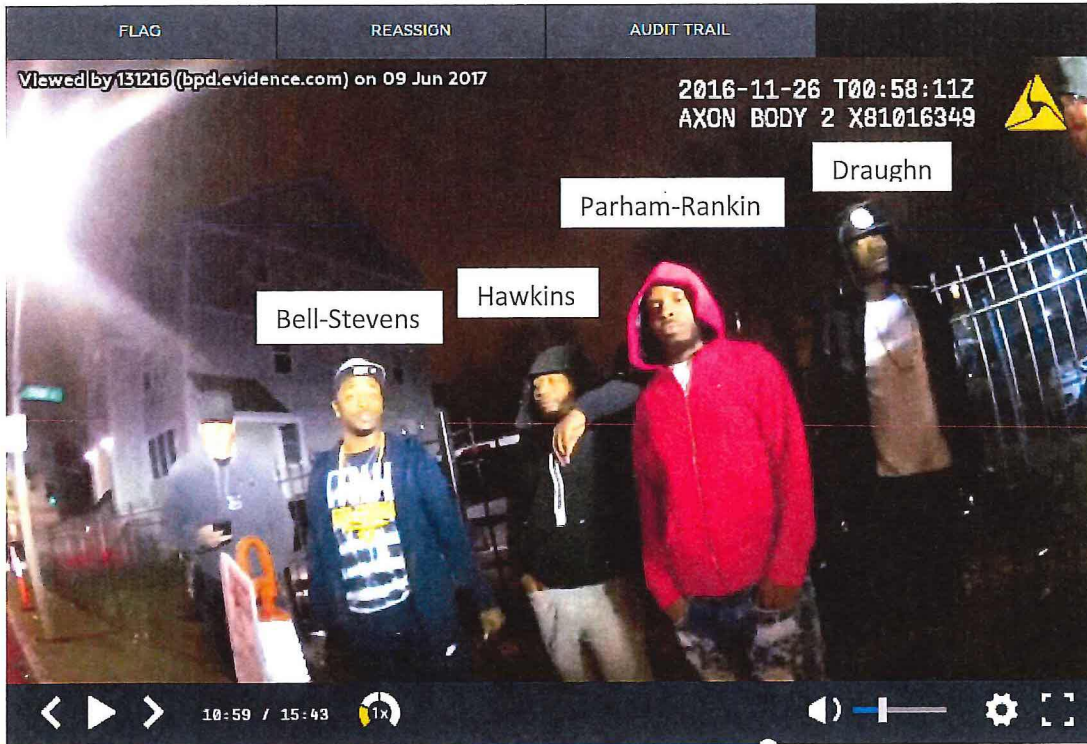 FLAG
REASSIGN
AUDIT TRAIL
Viewed by 131216 (bpd.evidence.com) on 09 Jun 2017
2016-11-26 T00:58:11Z
AXON BODY 2 X81016349
Draughn
Parham-Rankin
Hawkins
Bell-Stevens
10:59 / 15:43
1x